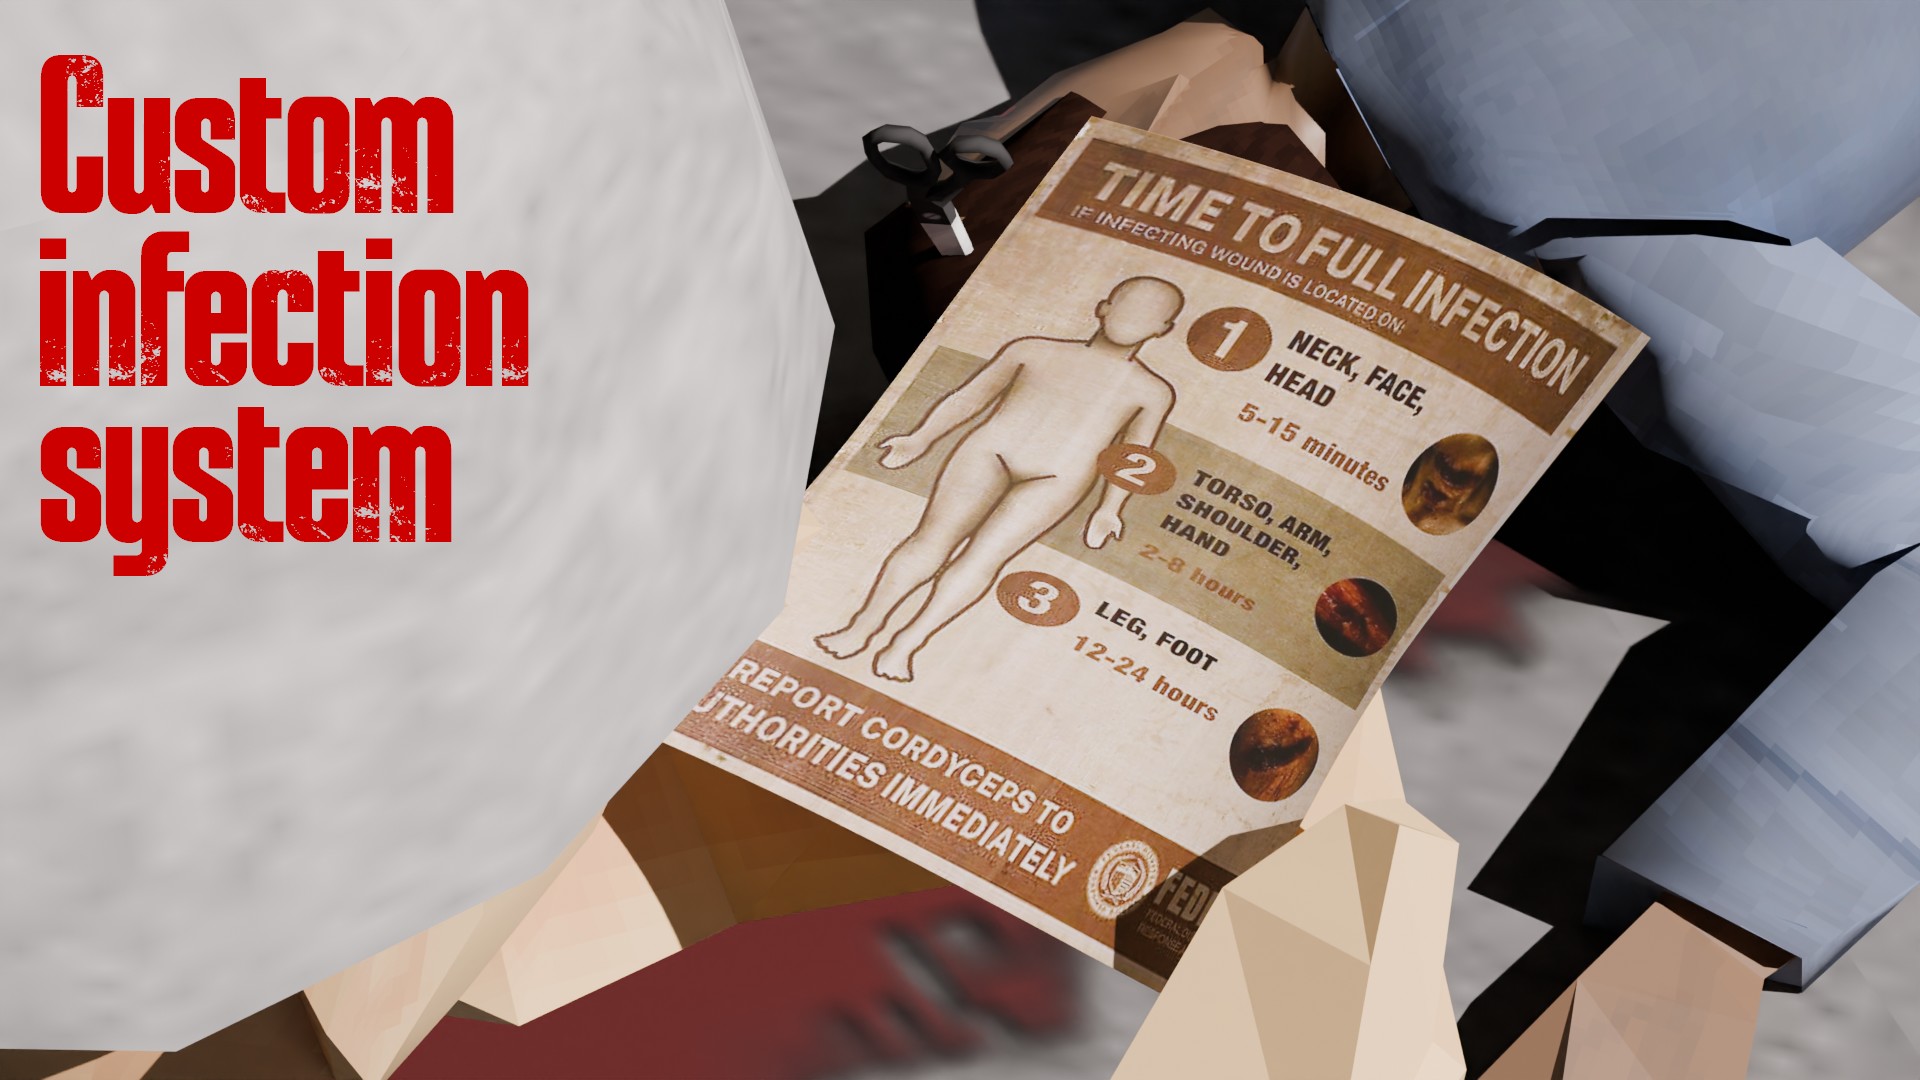 Custom
infection
system
TIME TO FULL INFECTION
IF INFECTING WOUND IS LOCATED ON:
1
NECK, FACE,
HEAD
5-15 minutes
2
TORSO, ARM,
SHOULDER,
HAND
2-8 hours
3
LEG, FOOT
12-24 hours
REPORT CORDYCEPS TO
UTHORITIES IMMEDIATELY